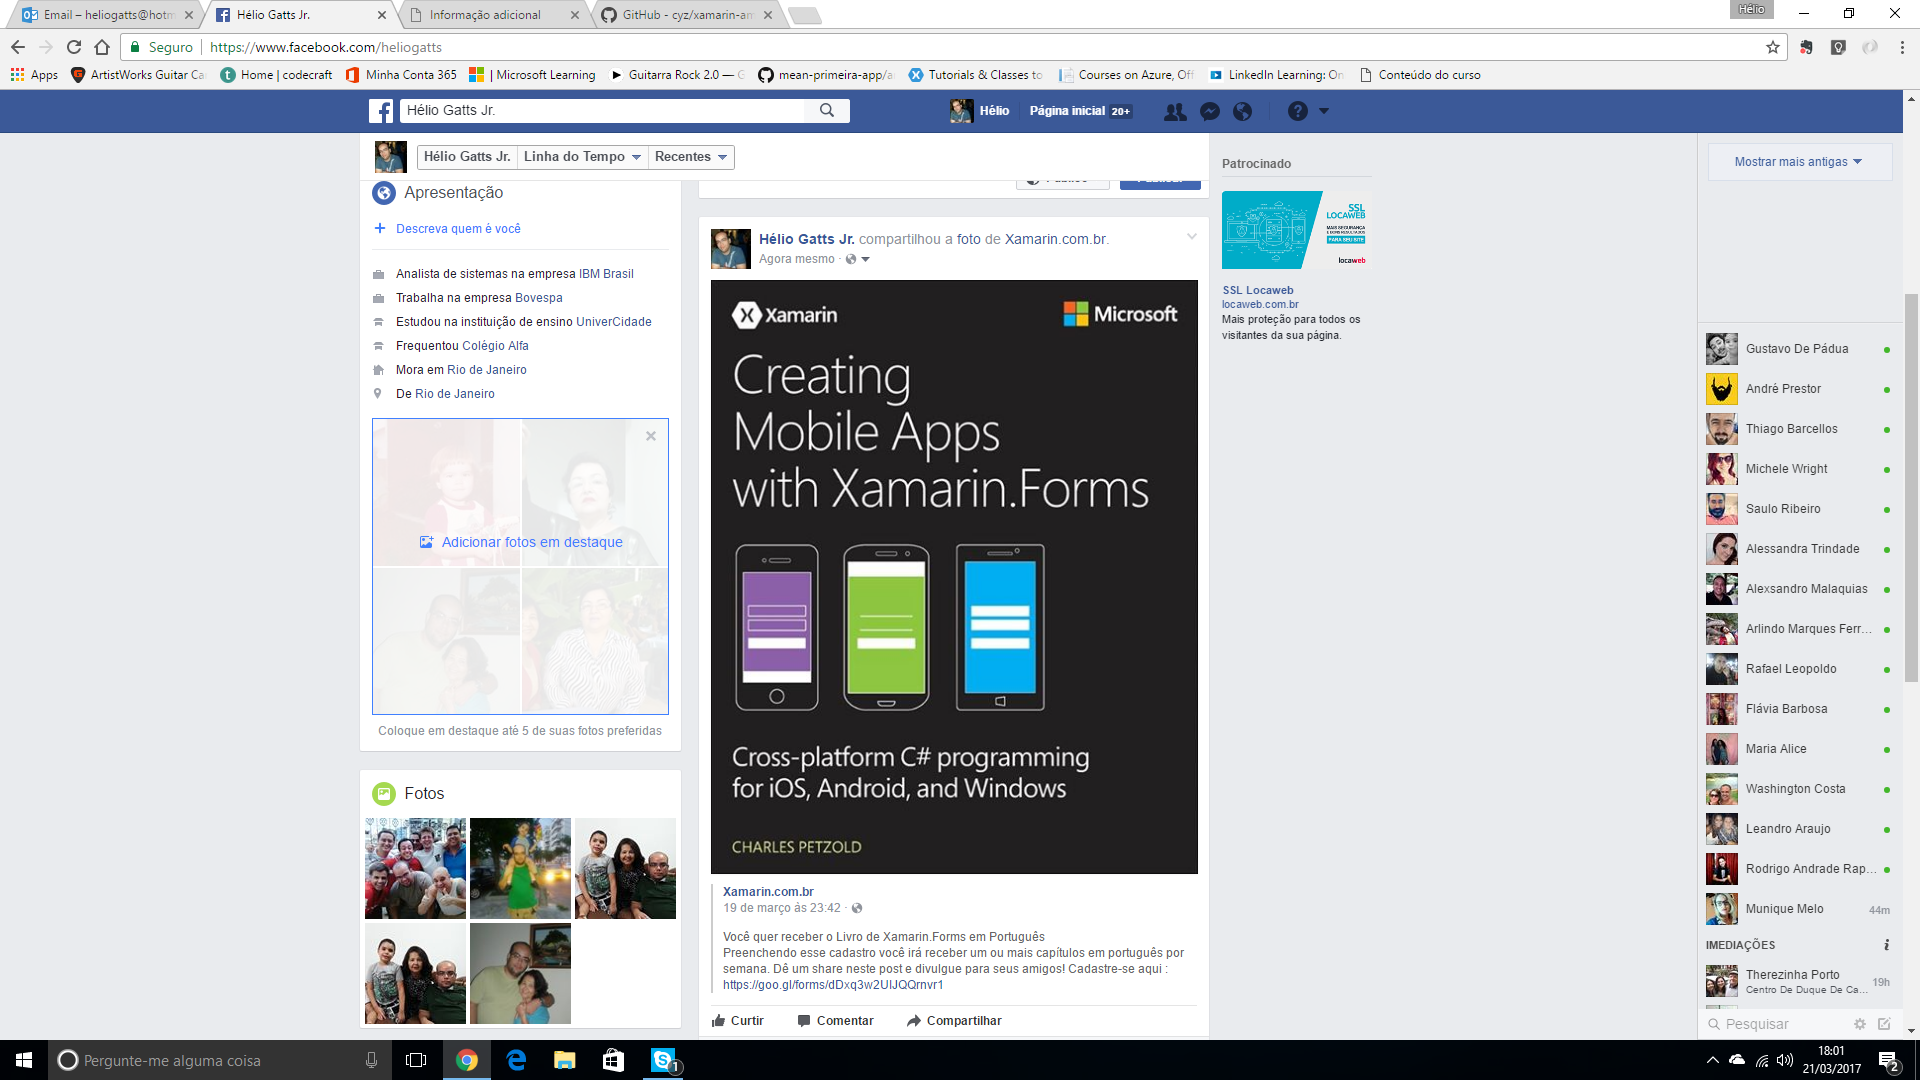 Email – heliogatts@hotm
Hélio Gatts Jr.
Informação adicional
GitHub - cyz/xamarin-am
Hélio
Seguro
https://www.facebook.com/heliogatts
Apps
ArtistWorks Guitar Ca
Home | codecraft
Minha Conta 365
| Microsoft Learning
Guitarra Rock 2.0 —
mean-primeira-app/a
Tutorials & Classes to
Courses on Azure, Off
LinkedIn Learning: On
Conteúdo do curso
Hélio Gatts Jr.
Hélio
Página inicial 20+
Hélio Gatts Jr.
Linha do Tempo
Recentes
Apresentação
Descreva quem é você
Analista de sistemas na empresa IBM Brasil
Trabalha na empresa Bovespa
Estudou na instituição de ensino UniverCidade
Frequentou Colégio Alfa
Mora em Rio de Janeiro
De Rio de Janeiro
Adicionar fotos em destaque
Coloque em destaque até 5 de suas fotos preferidas
Fotos
Hélio Gatts Jr. compartilhou a foto de Xamarin.com.br.
Agora mesmo ·
Xamarin
Microsoft
Creating
Mobile Apps
with Xamarin.Forms
Cross-platform C# programming
for iOS, Android, and Windows
CHARLES PETZOLD
Xamarin.com.br
19 de março ás 23:42 ·
Você quer receber o Livro de Xamarin.Forms em Português
Preenchendo esse cadastro você irá receber um ou mais capítulos em português por
semana. Dê um share neste post e divulgue para seus amigos! Cadastre-se aqui :
https://goo.gl/forms/dDxq3w2UIJQQrnvr1
Curtir
Comentar
Compartilhar
Patrocinado
SSL
LOCAWEB
MAIS SEGURANÇA
PARA SEU SITE
locaweb
SSL Locaweb
locaweb.com.br
Mais proteção para todos os
visitantes da sua página.
Mostrar mais antigas
Gustavo De Pádua
André Prestor
Thiago Barcellos
Michele Wright
Saulo Ribeiro
Alessandra Trindade
Alexsandro Malaquias
Arlindo Marques Ferr...
Rafael Leopoldo
Flávia Barbosa
Maria Alice
Washington Costa
Leandro Araujo
Rodrigo Andrade Rap...
Munique Melo 44m
IMEDIAÇÕES
Therezinha Porto 19h
Centro De Duque De Ca...
Pesquisar
Pergunte-me alguma coisa
1
18:01
21/03/2017
2